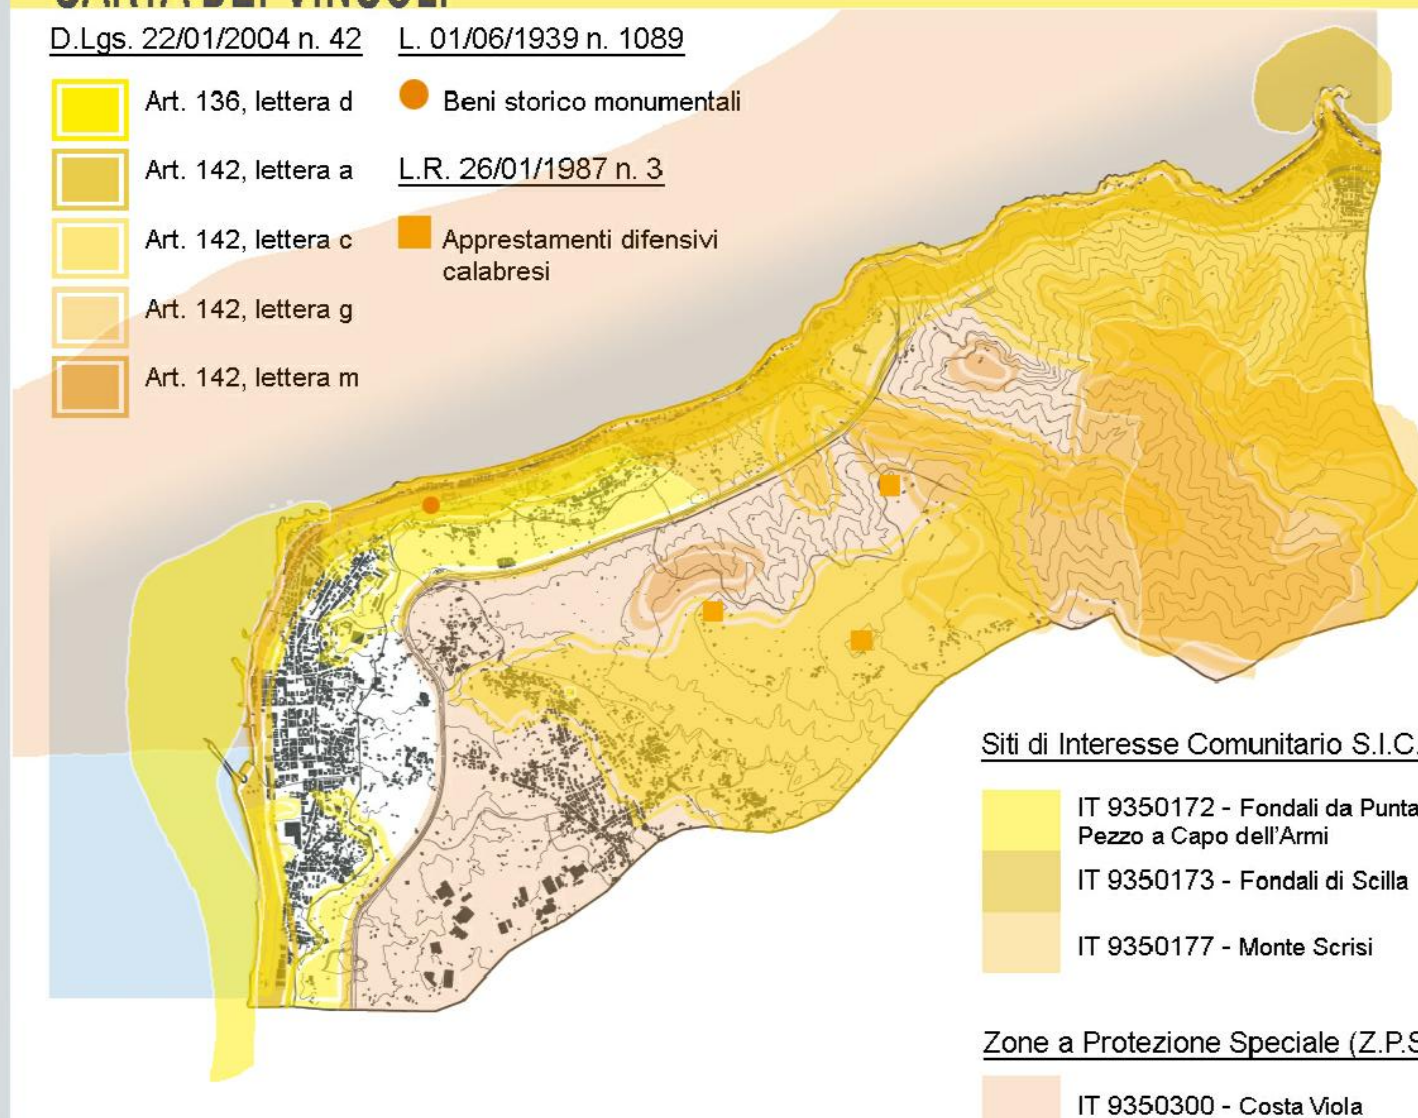 CARTA DEI VINCOLI
D.Lgs. 22/01/2004 n. 42
Art. 136, lettera d
Art. 142, lettera a
Art. 142, lettera c
Art. 142, lettera g
Art. 142, lettera m
L. 01/06/1939 n. 1089
Beni storico monumentali
L.R. 26/01/1987 n. 3
Apprestamenti difensivi
calabresi
Siti di Interesse Comunitario S.I.C.
IT 9350172 - Fondali da Punta
Pezzo a Capo dell'Armi
IT 9350173 - Fondali di Scilla
IT 9350177 - Monte Scrisi
Zone a Protezione Speciale (Z.P.S
IT 9350300 - Costa Viola